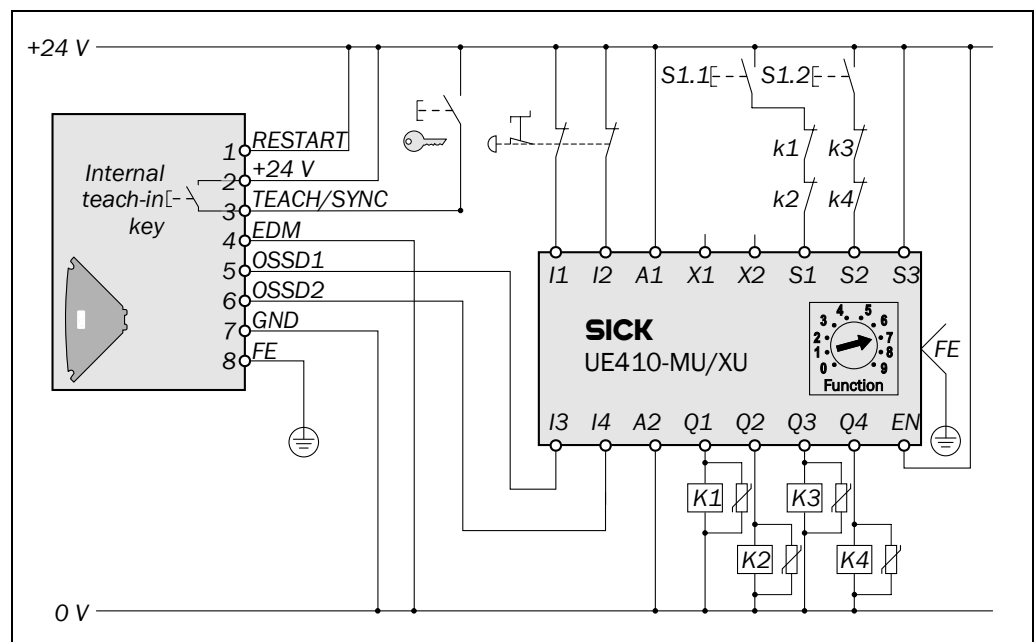 +24 V
S1.1
S1.2
1 RESTART
Internal teach-in key
2 +24 V
3 TEACH/SYNC
4 EDM
5 OSSD1
6 OSSD2
7 GND
8 FE
k1
k3
k2
k4
I1 I2 A1 X1 X2 S1 S2 S3
SICK
UE410-MU/XU
0 1 2 3 4 5 6 7 8 9
Function
FE
I3 I4 A2 Q1 Q2 Q3 Q4 EN
K1
K3
K2
K4
0 V